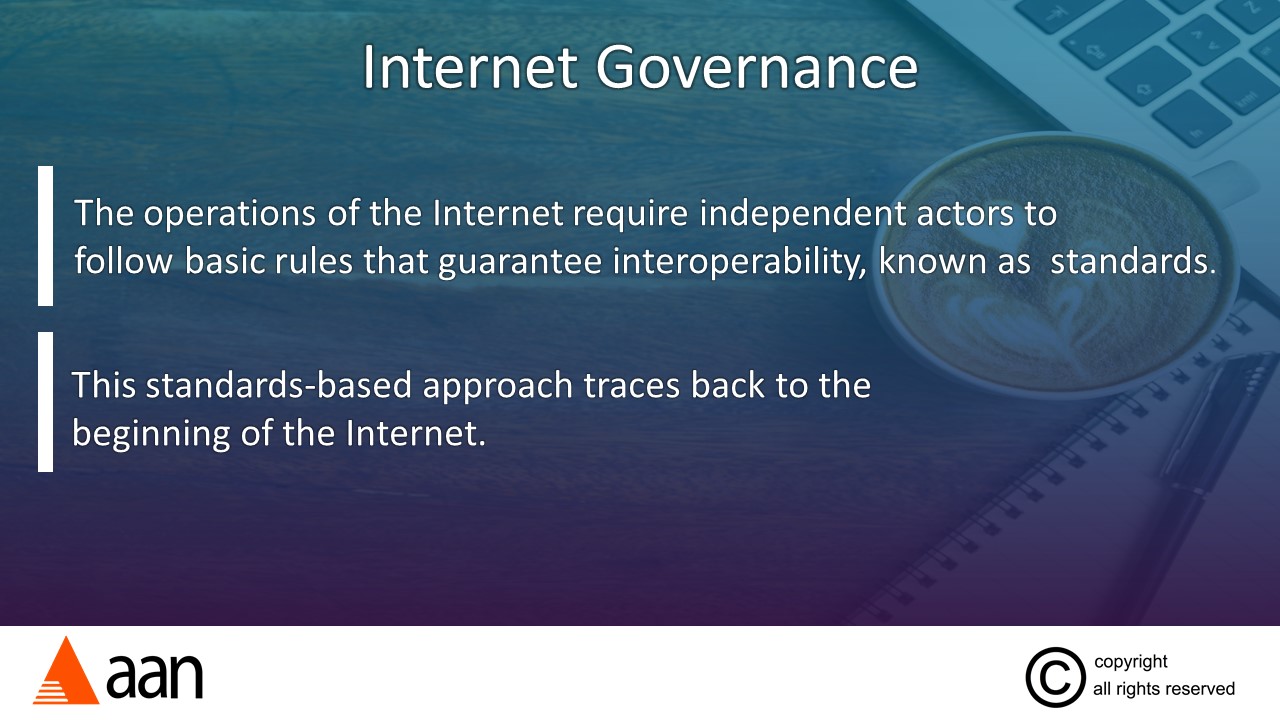 Internet Governance
The operations of the Internet require independent actors to
follow basic rules that guarantee interoperability, known as  standards.
This standards-based approach traces back to the
beginning of the Internet.
aan
© copyright
all rights reserved